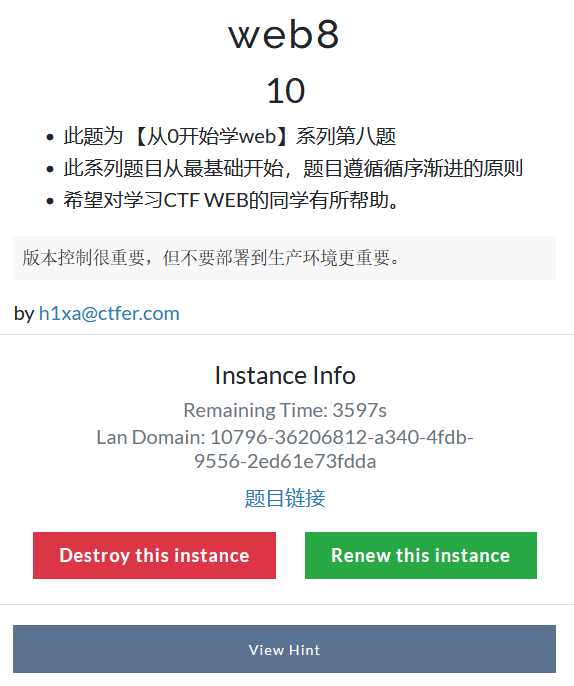 web8
10
此题为 【从0开始学web】系列第八题
此系列题目从最基础开始，题目遵循循序渐进的原则
希望对学习CTF WEB的同学有所帮助。
版本控制很重要，但不要部署到生产环境更重要。
by h1xa@ctfer.com
Instance Info
Remaining Time: 3597s
Lan Domain: 10796-36206812-a340-4fdb-
9556-2ed61e73fdda
题目链接
Destroy this instance
Renew this instance
View Hint